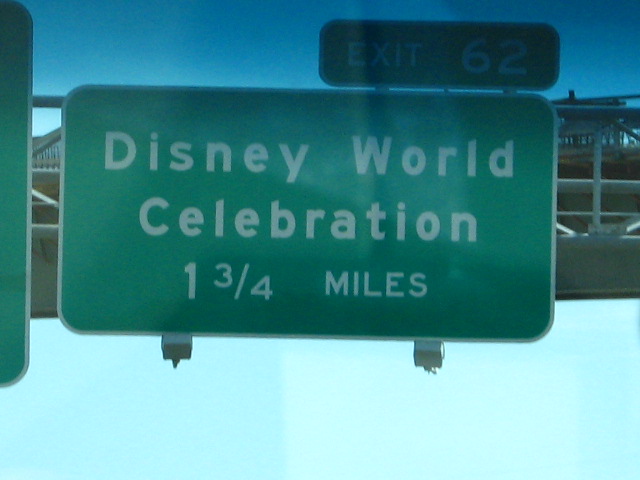 EXIT 62
Disney World
Celebration
1 3/4 MILES